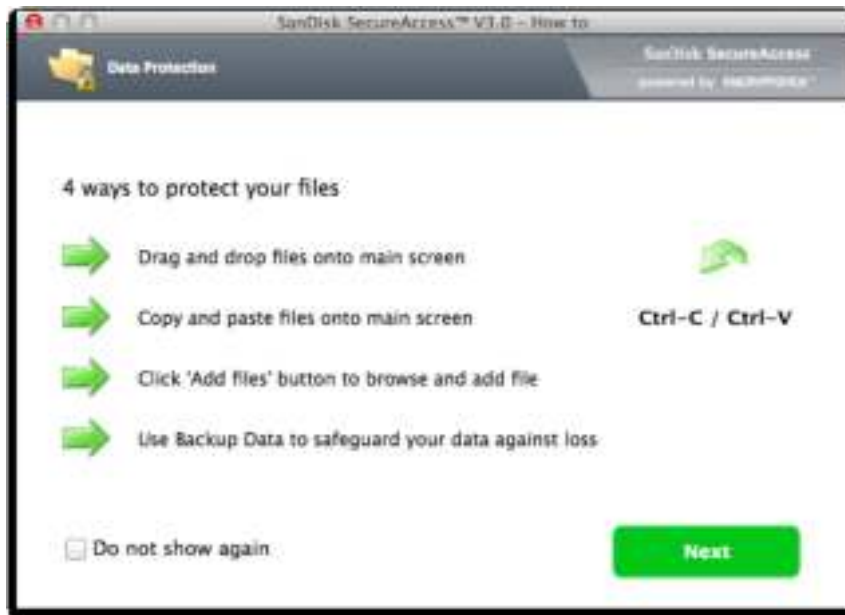 SanDisk SecureAccess™ V3.0 - How to
Data Protection
SanDisk SecureAccess
powered by
4 ways to protect your files
Drag and drop files onto main screen
Copy and paste files onto main screen
Ctrl-C / Ctrl-V
Click 'Add files' button to browse and add file
Use Backup Data to safeguard your data against loss
Do not show again
Next